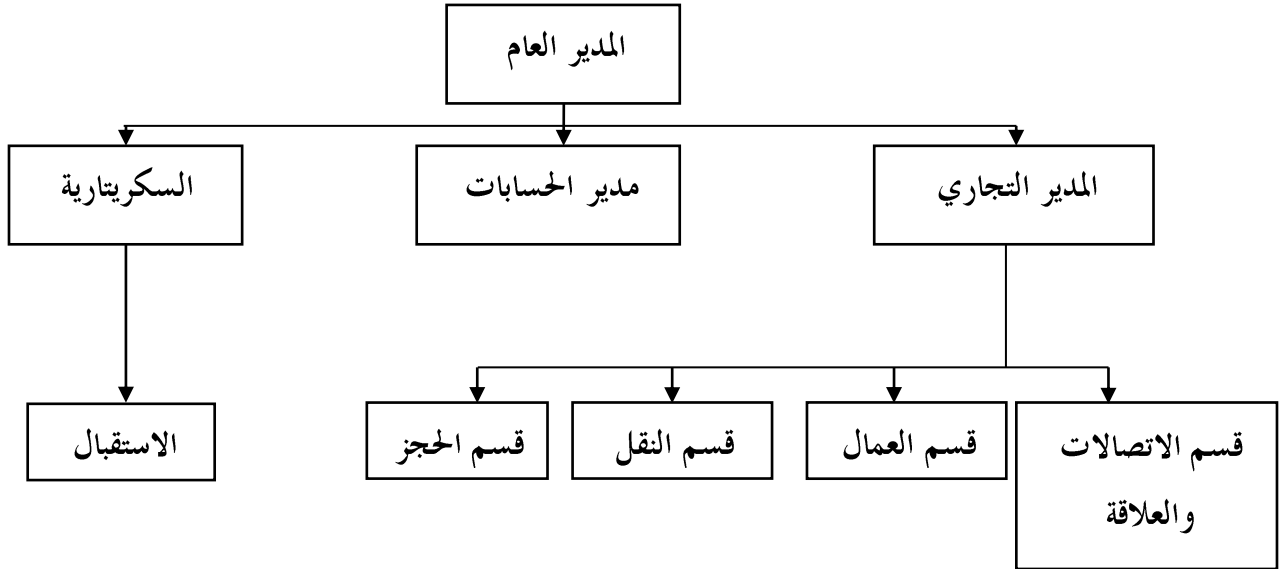 المدير العام
المدير التجاري
مدير الحسابات
السكريتارية
قسم الاتصالات
والعلاقة
قسم العمال
قسم النقل
قسم الحجز
الاستقبال